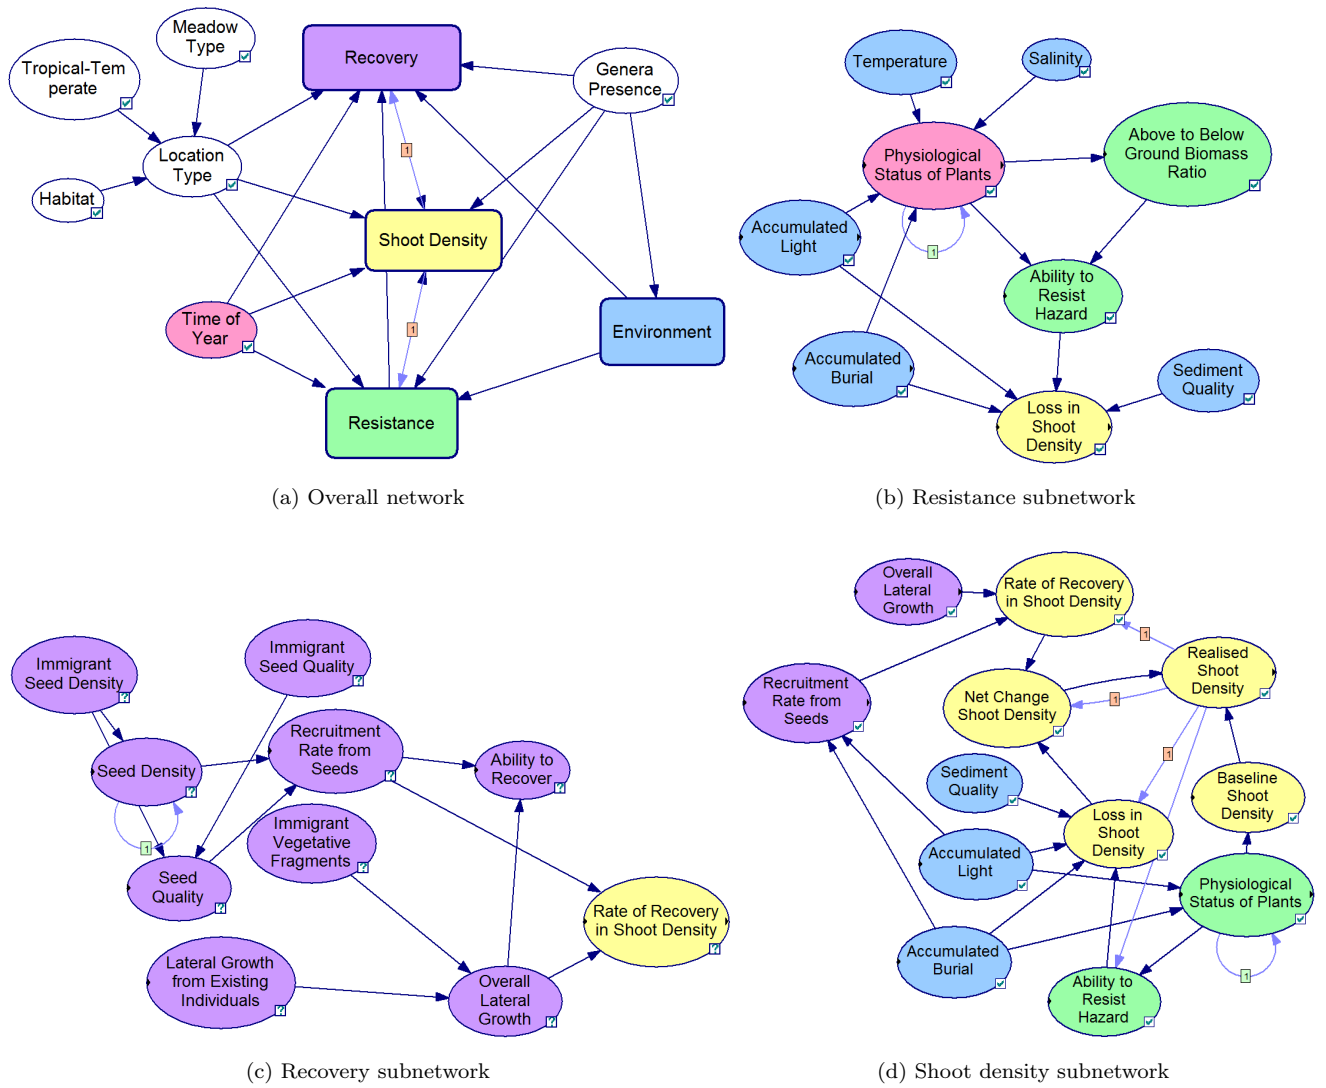 Meadow
Type
Tropical-Tem
perate
Recovery
Genera
Presence
1
Location
Type
Habitat
Shoot Density
Time of
Year
1
Environment
Resistance
(a) Overall network
Temperature
Salinity
Physiological
Status of Plants
Above to Below
Ground Biomass
Ratio
Accumulated
Light
1
Ability to
Resist
Hazard
Accumulated
Burial
Sediment
Quality
Loss in
Shoot
Density
(b) Resistance subnetwork
Immigrant
Seed Density
Immigrant
Seed Quality
Recruitment
Rate from
Seeds
Seed Density
Ability to
Recover
1
Immigrant
Vegetative
Fragments
Seed
Quality
Rate of Recovery
in Shoot Density
Lateral Growth
from Existing
Individuals
Overall
Lateral
Growth
(c) Recovery subnetwork
Overall
Lateral
Growth
Rate of Recovery
in Shoot Density
1
Realised
Shoot
Density
Recruitment
Rate from
Seeds
Net Change
Shoot Density
1
1
Sediment
Quality
Baseline
Shoot
Density
Loss in
Shoot
Density
Accumulated
Light
Physiological
Status of Plants
Accumulated
Burial
1
Ability to
Resist
Hazard
(d) Shoot density subnetwork